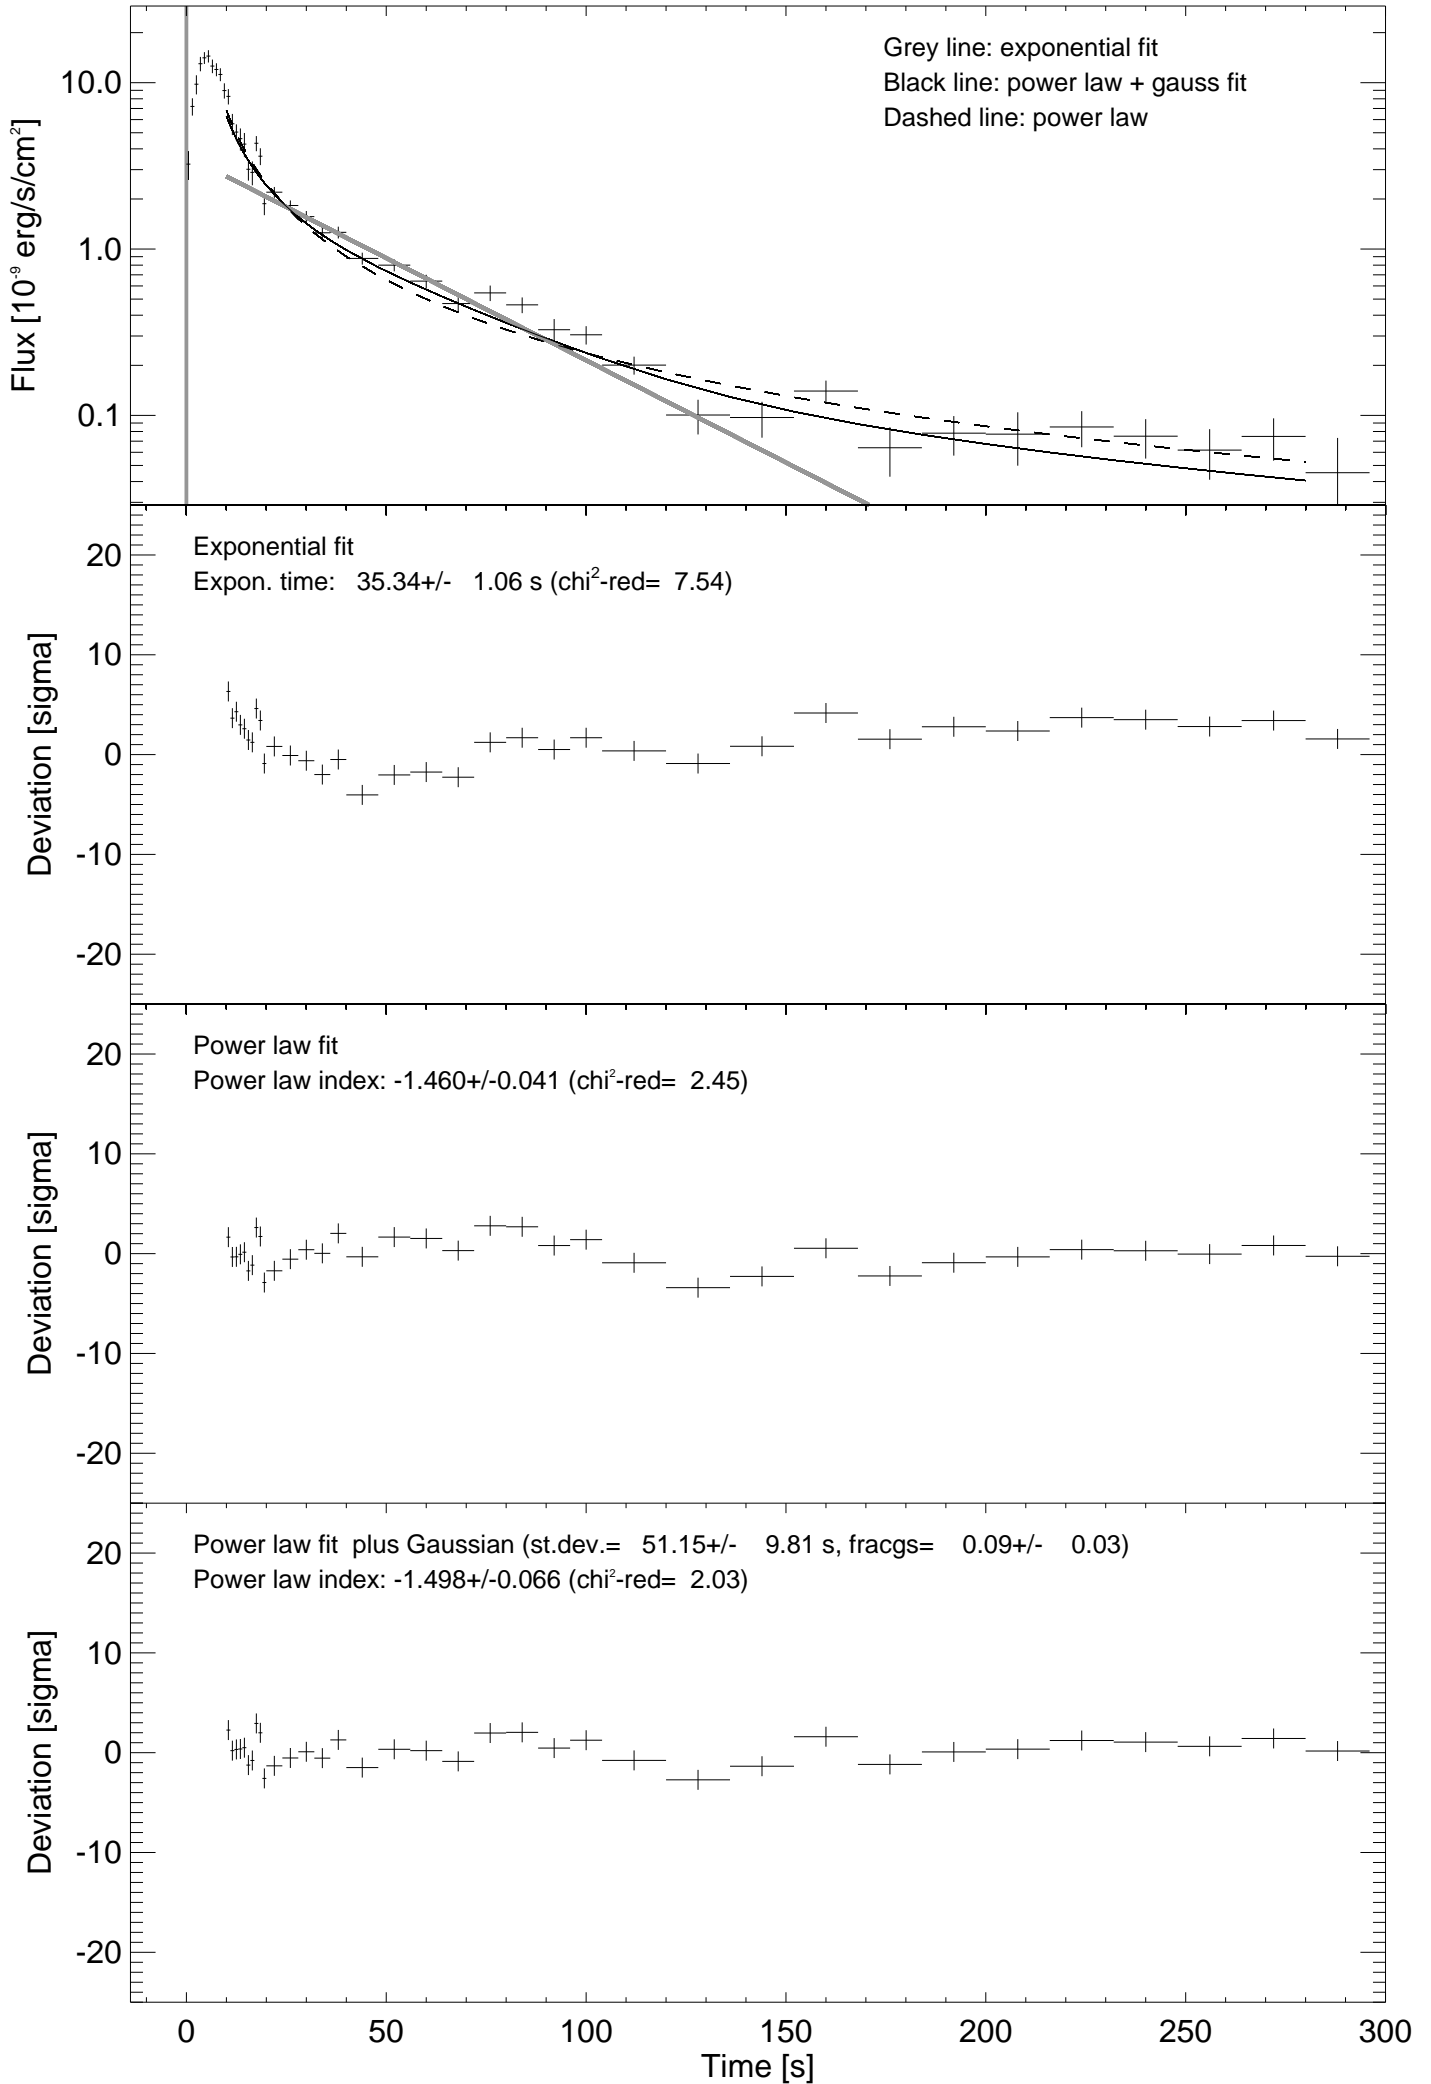 Grey line: exponential fit
Black line: power law + gauss fit
Dashed line: power law
10.0
1.0
0.1
Flux [10⁻⁹ erg/s/cm²]
Exponential fit
Expon. time: 35.34+/- 1.06 s (chi²-red= 7.54)
20
10
0
-10
-20
Deviation [sigma]
Power law fit
Power law index: -1.460+/-0.041 (chi²-red= 2.45)
20
10
0
-10
-20
Deviation [sigma]
Power law fit plus Gaussian (st.dev.= 51.15+/- 9.81 s, fracgs= 0.09+/- 0.03)
Power law index: -1.498+/-0.066 (chi²-red= 2.03)
20
10
0
-10
-20
Deviation [sigma]
0 50 100 150 200 250 300
Time [s]